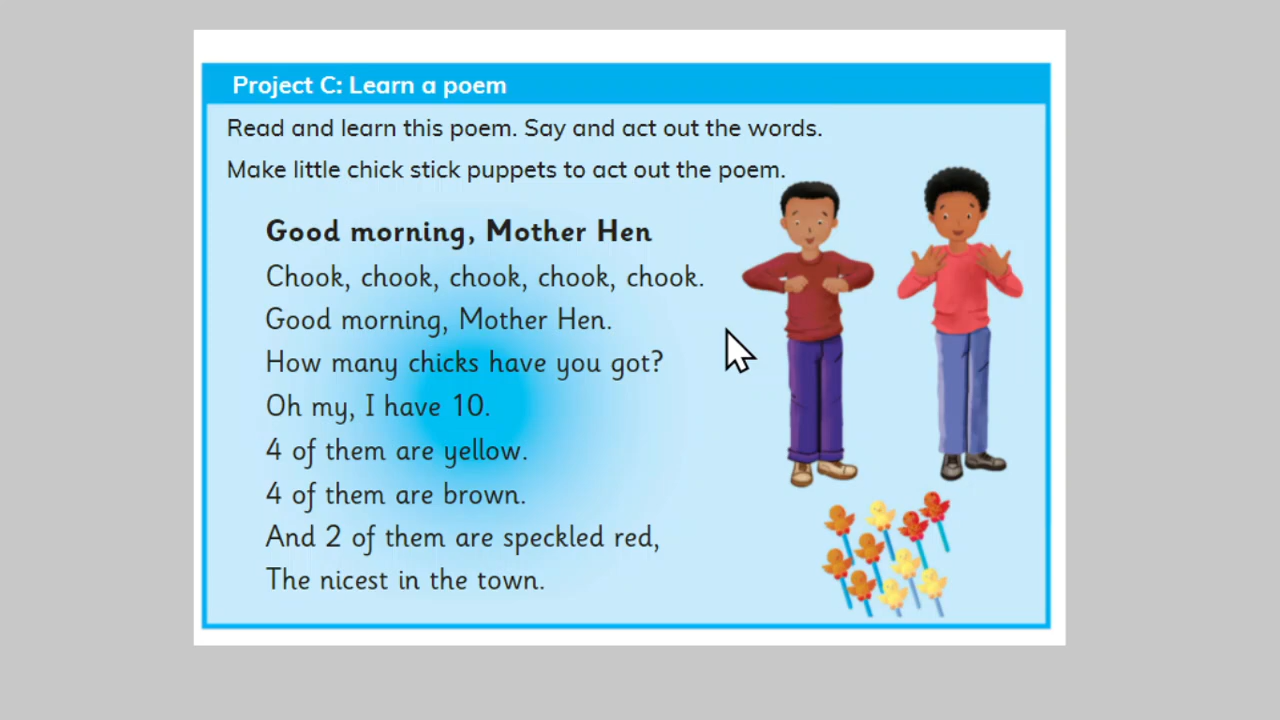 Project C: Learn a poem
Read and learn this poem. Say and act out the words.
Make little chick stick puppets to act out the poem.
Good morning, Mother Hen
Chook, chook, chook, chook, chook.
Good morning, Mother Hen.
How many chicks have you got?
Oh my, I have 10.
4 of them are yellow.
4 of them are brown.
And 2 of them are speckled red,
The nicest in the town.